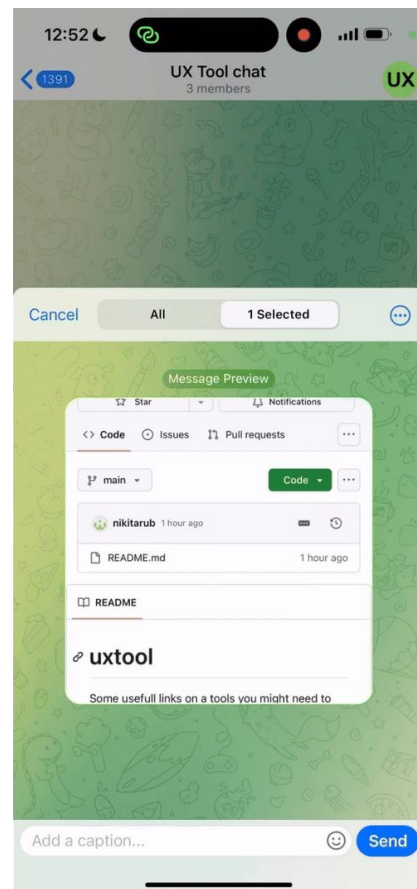 12:52
1391
UX Tool chat
3 members
UX
Cancel
All
1 Selected
Message Preview
Star
Notifications
Code
Issues
Pull requests
main
Code
nikitarub 1 hour ago
README.md
1 hour ago
README
uxtool
Some usefull links on a tools you might need to
Add a caption...
Send